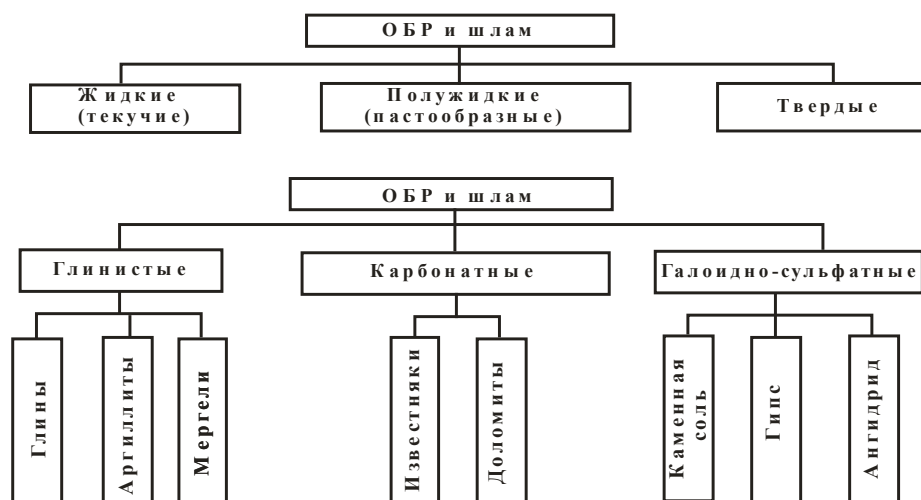 ОБР и шлам
Жидкие
(текучие)
Полужидкие
(пастообразные)
Твердые
ОБР и шлам
Глинистые
Карбонатные
Галоидно-сульфатные
Глины
Аргиллиты
Мергели
Известняки
Доломиты
Каменная
соль
Гипс
Ангидрид